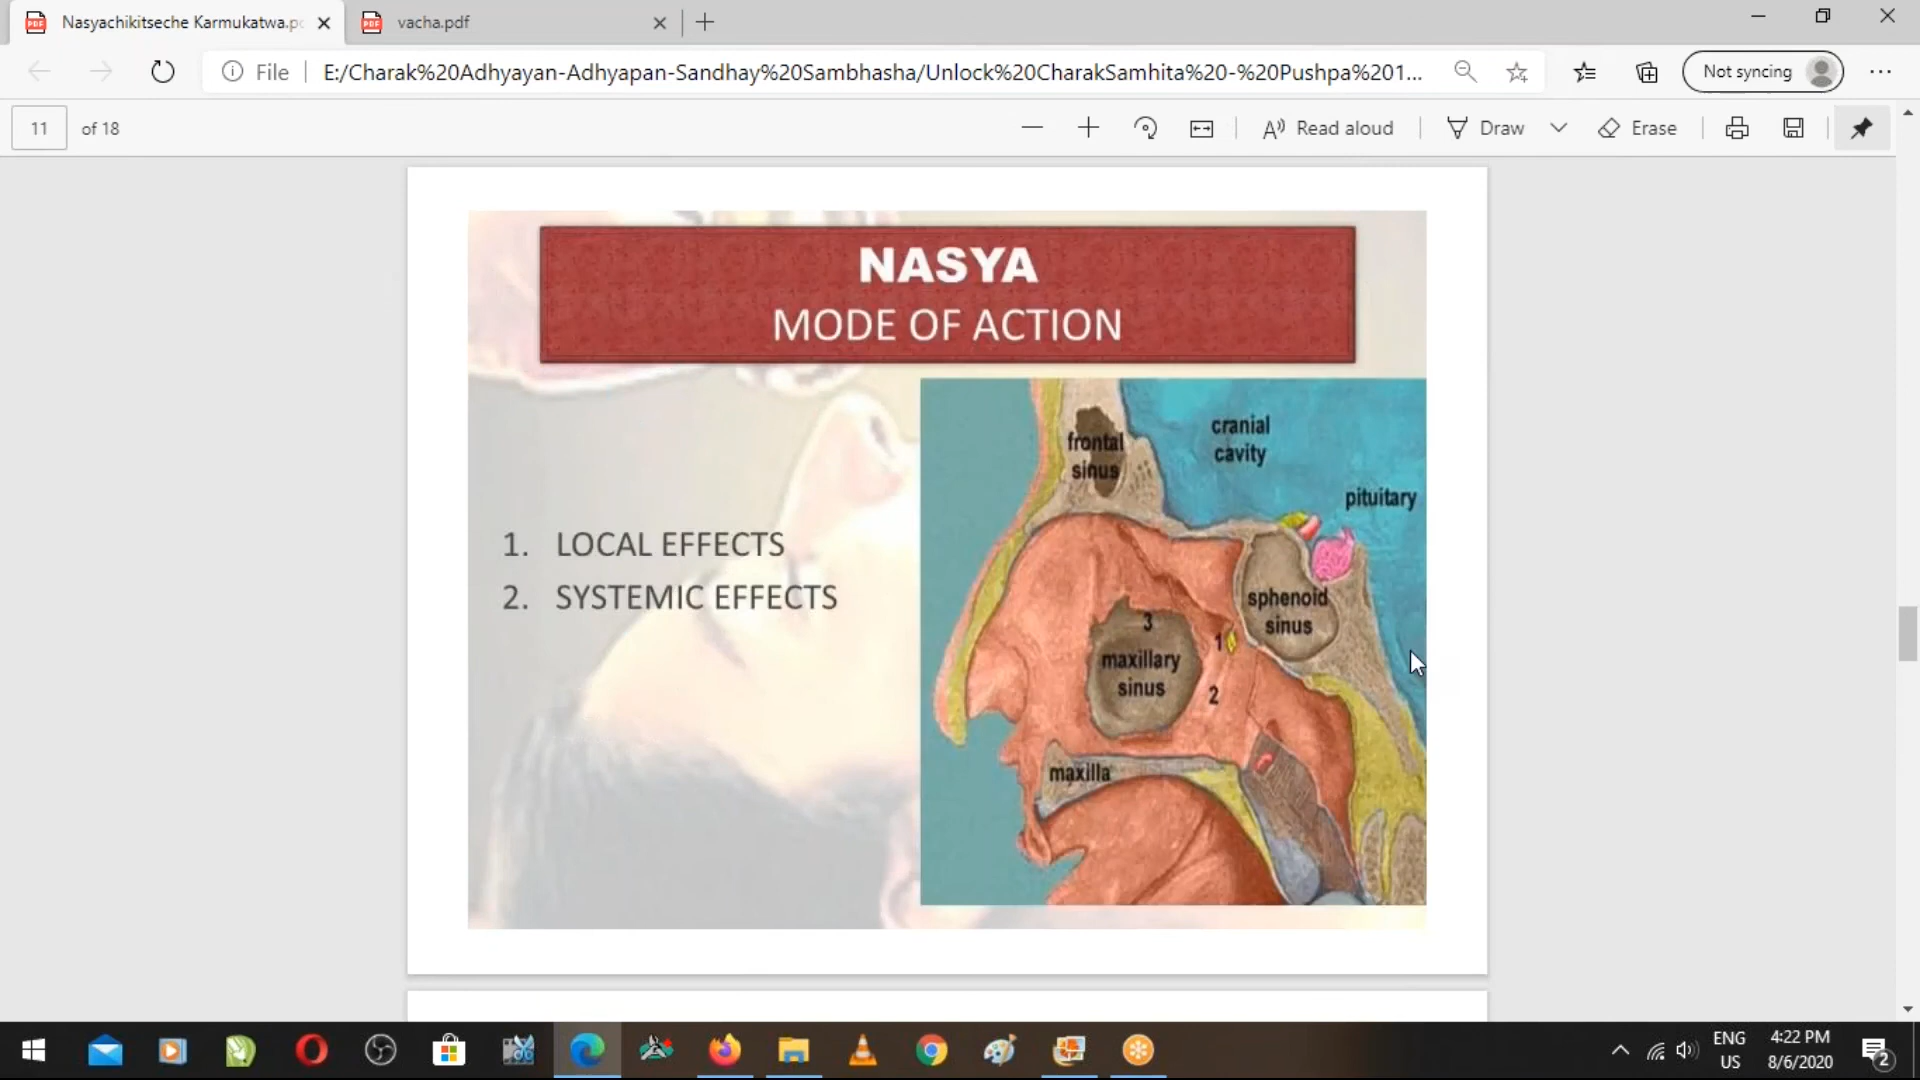 Nasyachikitseche Karmukatwa.p
vacha.pdf
File
E:/Charak%20Adhyayan-Adhyapan-Sandhay%20Sambhasha/Unlock%20CharakSamhita%20-%20Pushpa%201...
Not syncing
11 of 18
Read aloud
Draw
Erase
NASYA
MODE OF ACTION
1. LOCAL EFFECTS
2. SYSTEMIC EFFECTS
frontal
sinus
cranial
cavity
pituitary
sphenoid
sinus
3
maxillary
sinus
1
2
maxilla
ENG
US
4:22 PM
8/6/2020
2